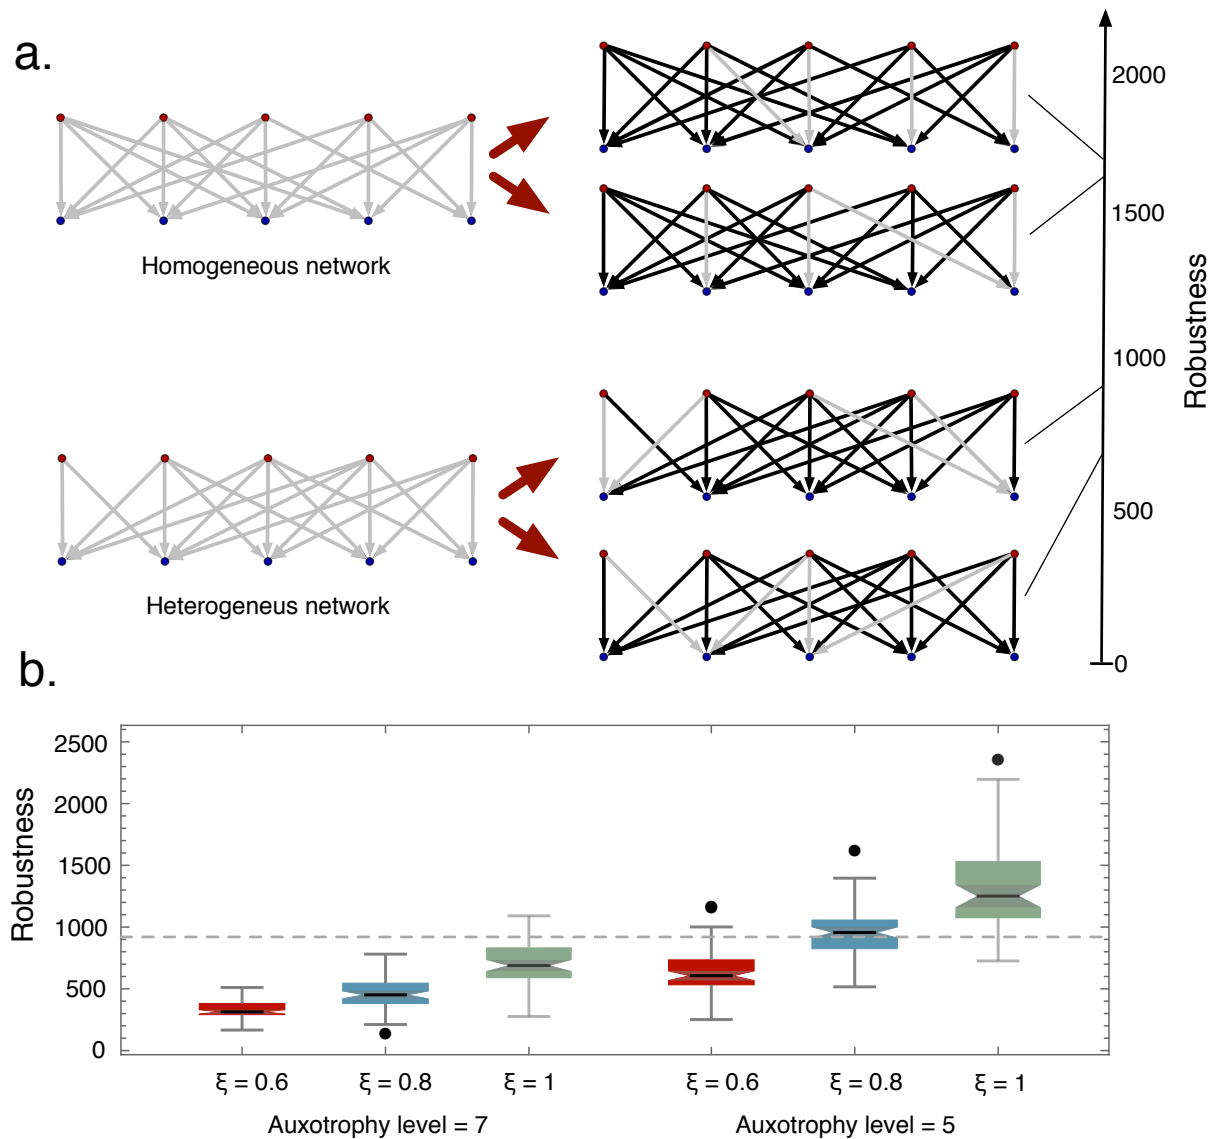 a.
Homogeneous network
Heterogeneus network
2000
1500
1000
500
0
Robustness
b.
Robustness
2500
2000
1500
1000
500
0
ξ = 0.6
ξ = 0.8
ξ = 1
ξ = 0.6
ξ = 0.8
ξ = 1
Auxotrophy level = 7
Auxotrophy level = 5